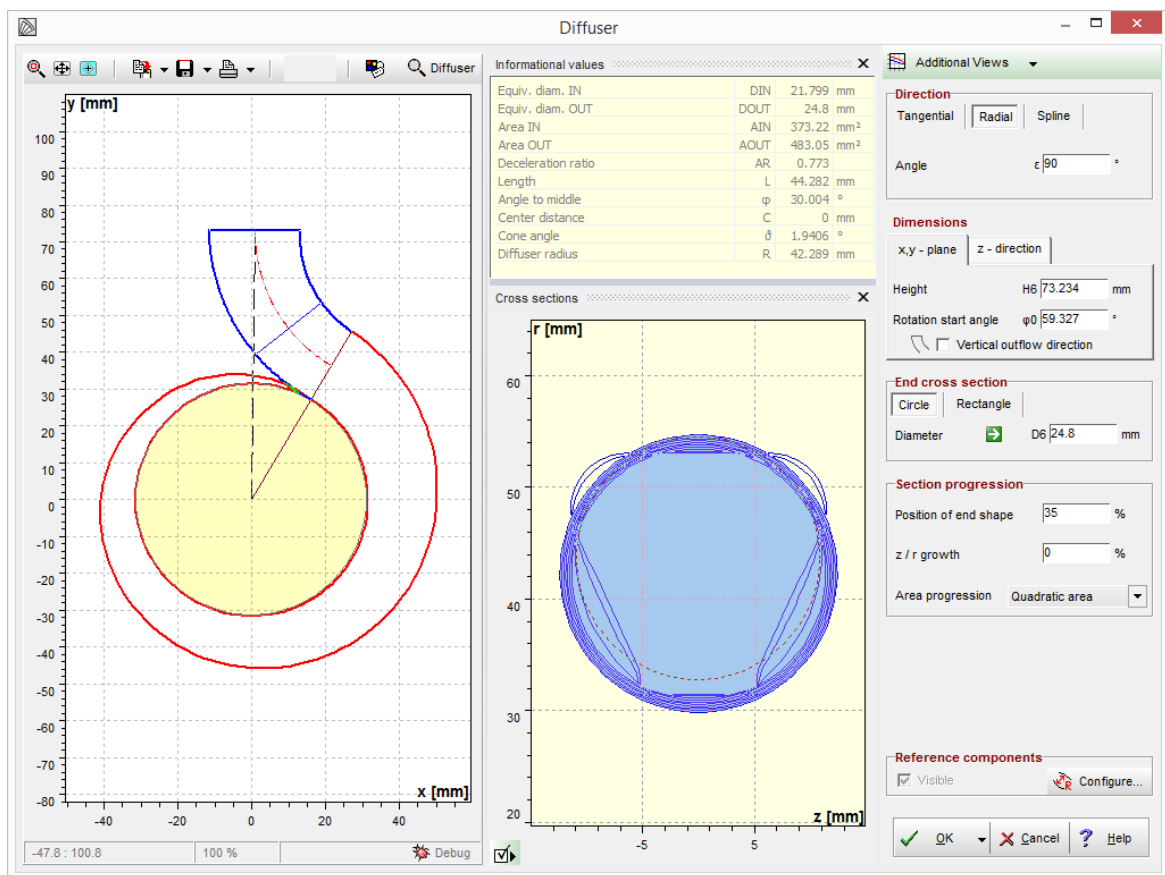 Diffuser
Diffuser
y [mm]
100
90
80
70
60
50
40
30
20
10
0
-10
-20
-30
-40
-50
-60
-70
-80
x [mm]
-40 -20 0 20 40
-47.8 : 100.8 100 % Debug
Informational values
Equiv. diam. IN DIN 21.799 mm
Equiv. diam. OUT DOUT 24.8 mm
Area IN AIN 373.22 mm²
Area OUT AOUT 483.05 mm²
Deceleration ratio AR 0.773
Length L 44.282 mm
Angle to middle φ 30.004 °
Center distance C 0 mm
Cone angle ϑ 1.9406 °
Diffuser radius R 42.289 mm
Cross sections
r [mm]
60
50
40
30
20
z [mm]
-5 5
Additional Views
Direction
Tangential Radial Spline
Angle ε 90 °
Dimensions
x,y - plane z - direction
Height H6 73.234 mm
Rotation start angle φ0 59.327 °
Vertical outflow direction
End cross section
Circle Rectangle
Diameter D6 24.8 mm
Section progression
Position of end shape 35 %
z / r growth 0 %
Area progression Quadratic area
Reference components
Visible R Configure...
OK Cancel ? Help